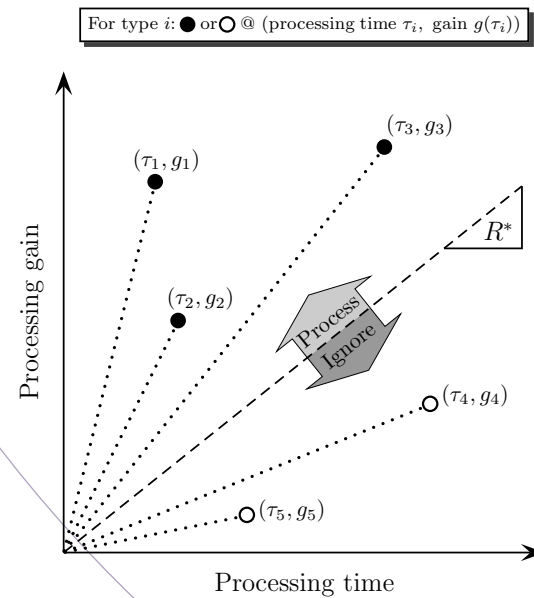 For type i: ● or ○ @ (processing time τᵢ, gain g(τᵢ))
(τ₃, g₃)
(τ₁, g₁)
R*
(τ₂, g₂)
Process
Ignore
Processing gain
(τ₄, g₄)
(τ₅, g₅)
Processing time